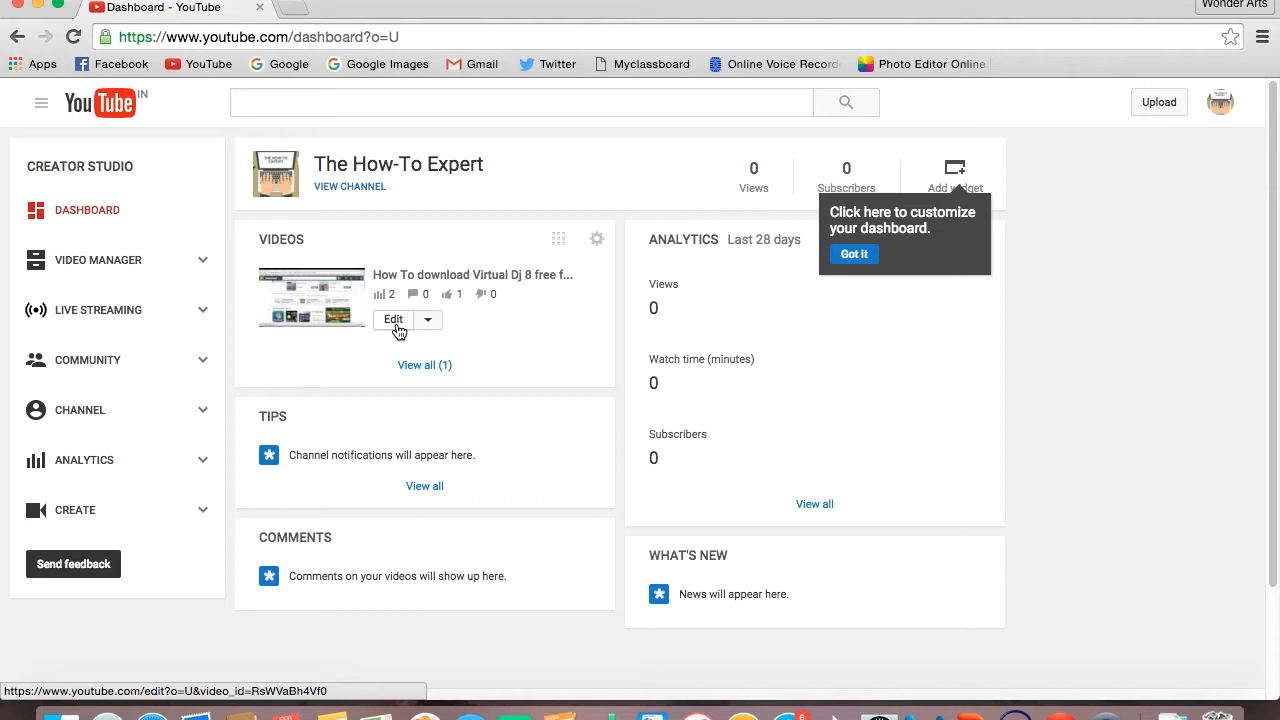 Dashboard - YouTube
Wonder Arts
https://www.youtube.com/dashboard?o=U
Apps Facebook YouTube Google Google Images Gmail Twitter Myclassboard Online Voice Record Photo Editor Online
YouTube IN
Upload
CREATOR STUDIO
DASHBOARD
VIDEO MANAGER
LIVE STREAMING
COMMUNITY
CHANNEL
ANALYTICS
CREATE
Send feedback
The How-To Expert
VIEW CHANNEL
0
Views
0
Subscribers
Add widget
Click here to customize
your dashboard.
Got it
VIDEOS
How To download Virtual Dj 8 free f...
2 0 1 0
Edit
View all (1)
TIPS
Channel notifications will appear here.
View all
COMMENTS
Comments on your videos will show up here.
ANALYTICS Last 28 days
Views
0
Watch time (minutes)
0
Subscribers
0
View all
WHAT'S NEW
News will appear here.
https://www.youtube.com/edit?o=U&video_id=RsWVaBh4Vf0